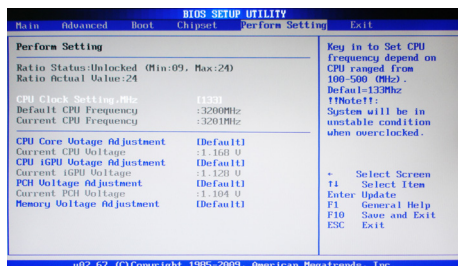 BIOS SETUP UTILITY
Main Advanced Boot Chipset Perform Setting Exit
Perform Setting
Ratio Status:Unlocked (Min:09, Max:24)
Ratio Actual Value:24
CPU Clock Setting,MHz [133]
Default CPU Frequency :3200MHz
Current CPU Frequency :3201MHz
CPU Core Votage Adjustment [Default]
Current CPU Voltage :1.168 V
CPU iGPU Votage Adjustment [Default]
Current iGPU Voltage :1.128 V
PCH Voltage Adjustment [Default]
Current PCH Voltage :1.104 V
Memory Voltage Adjustment [Default]
Key in to Set CPU
frequency depend on
CPU ranged from
100-500 (MHz).
Defaul=133Mhz
!!Note!!:
System will be in
unstable condition
when overclocked.
← Select Screen
↑↓ Select Item
Enter Update
F1 General Help
F10 Save and Exit
ESC Exit
v02.67 (C)Copyright 1985-2009, American Megatrends, Inc.